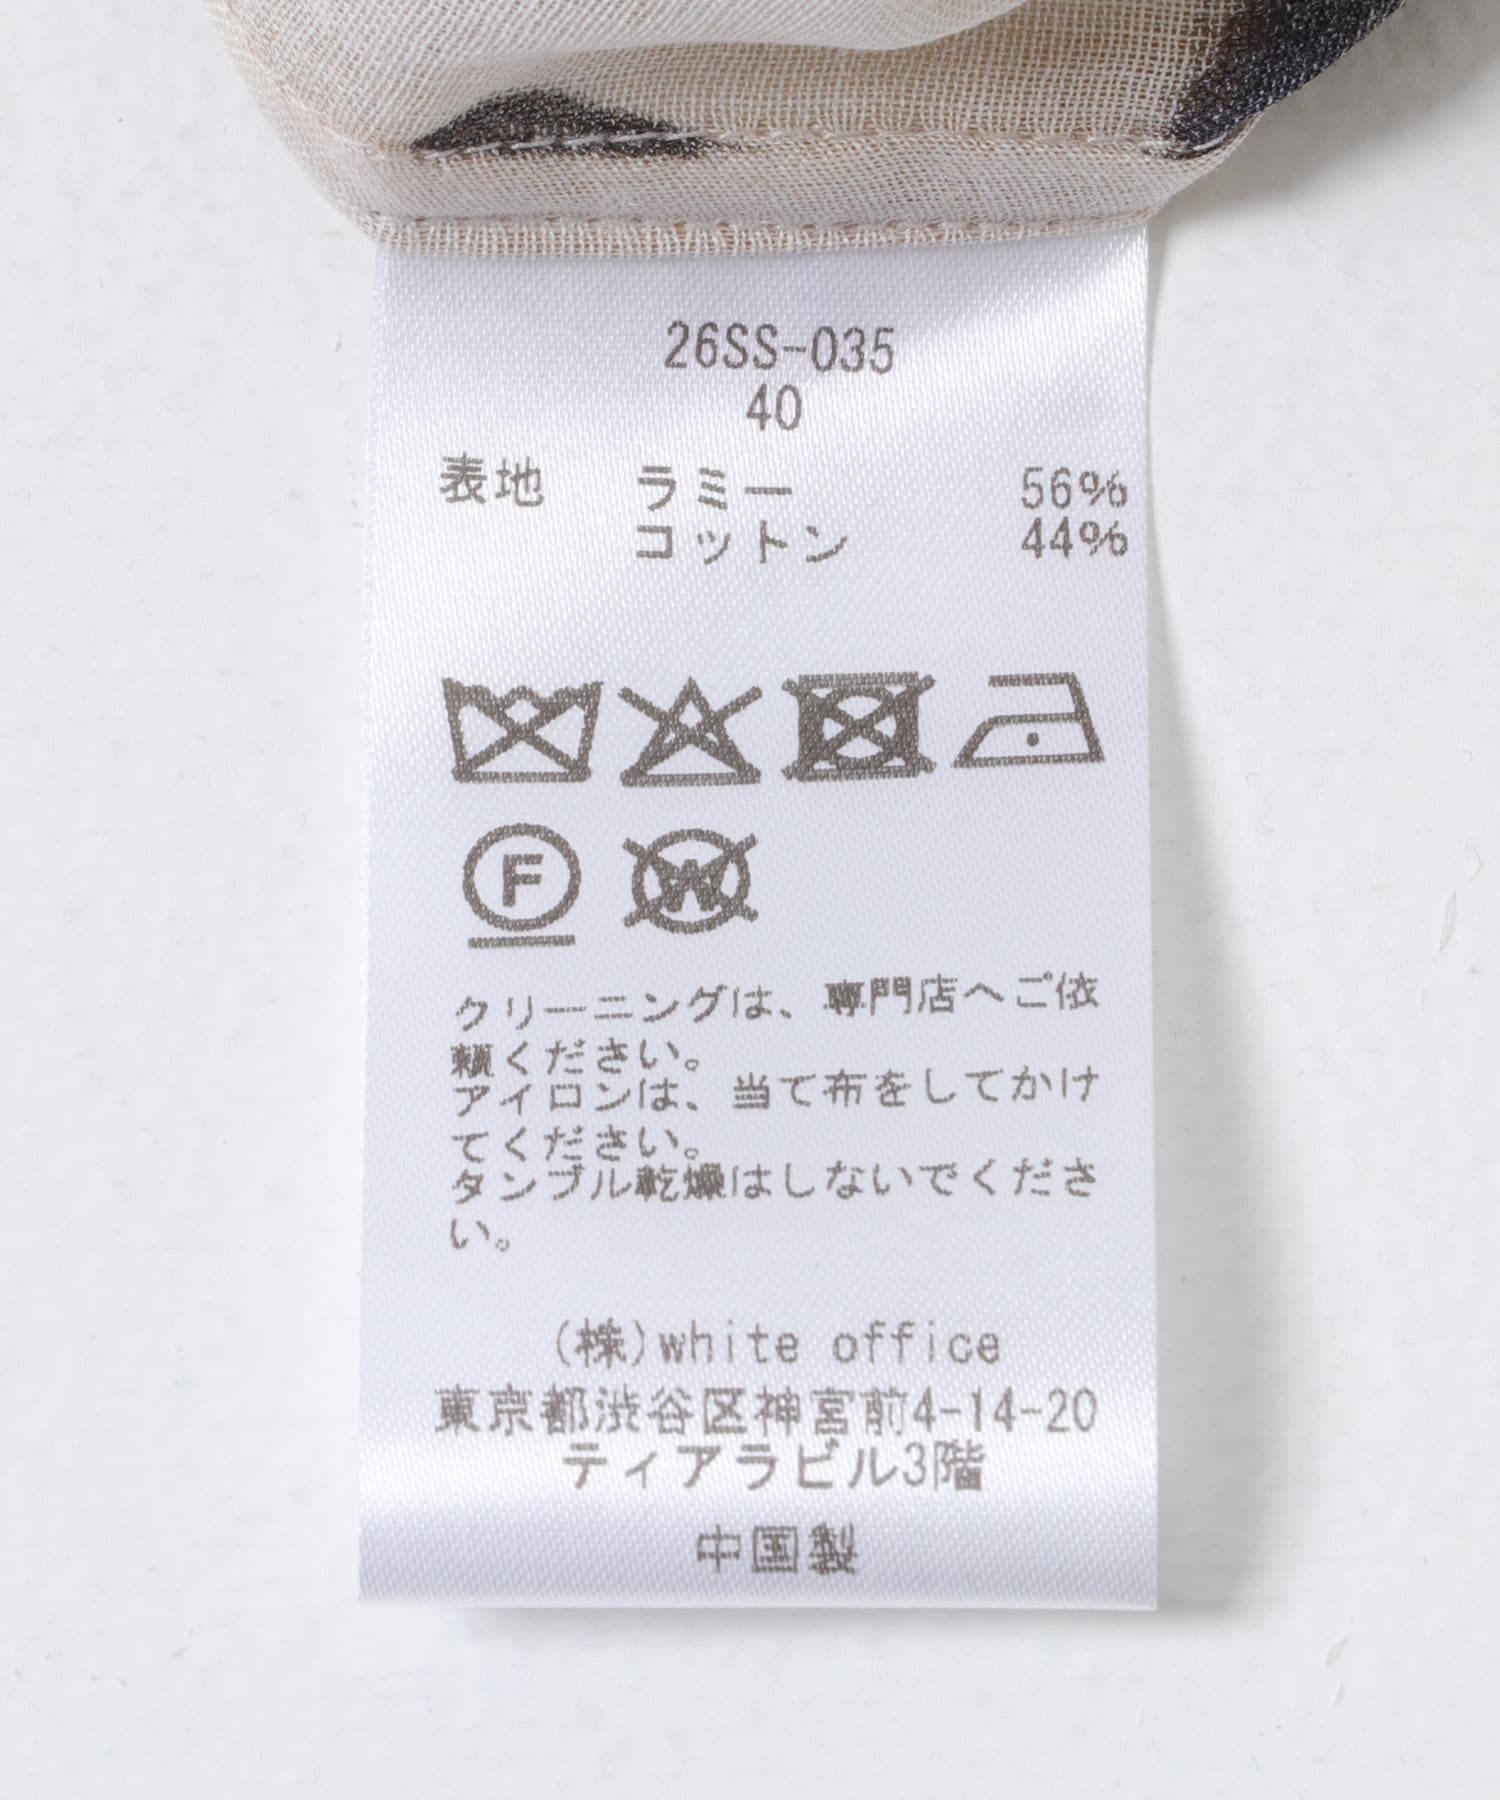 26SS-035
40
表地 ラミー 56%
コットン 44%
F
W
クリーニングは、専門店へご依
頼ください。
アイロンは、当て布をしてかけ
てください。
タンブル乾燥はしないでくださ
い。
(株)white office
東京都渋谷区神宮前4-14-20
ティアラビル3階
中国製